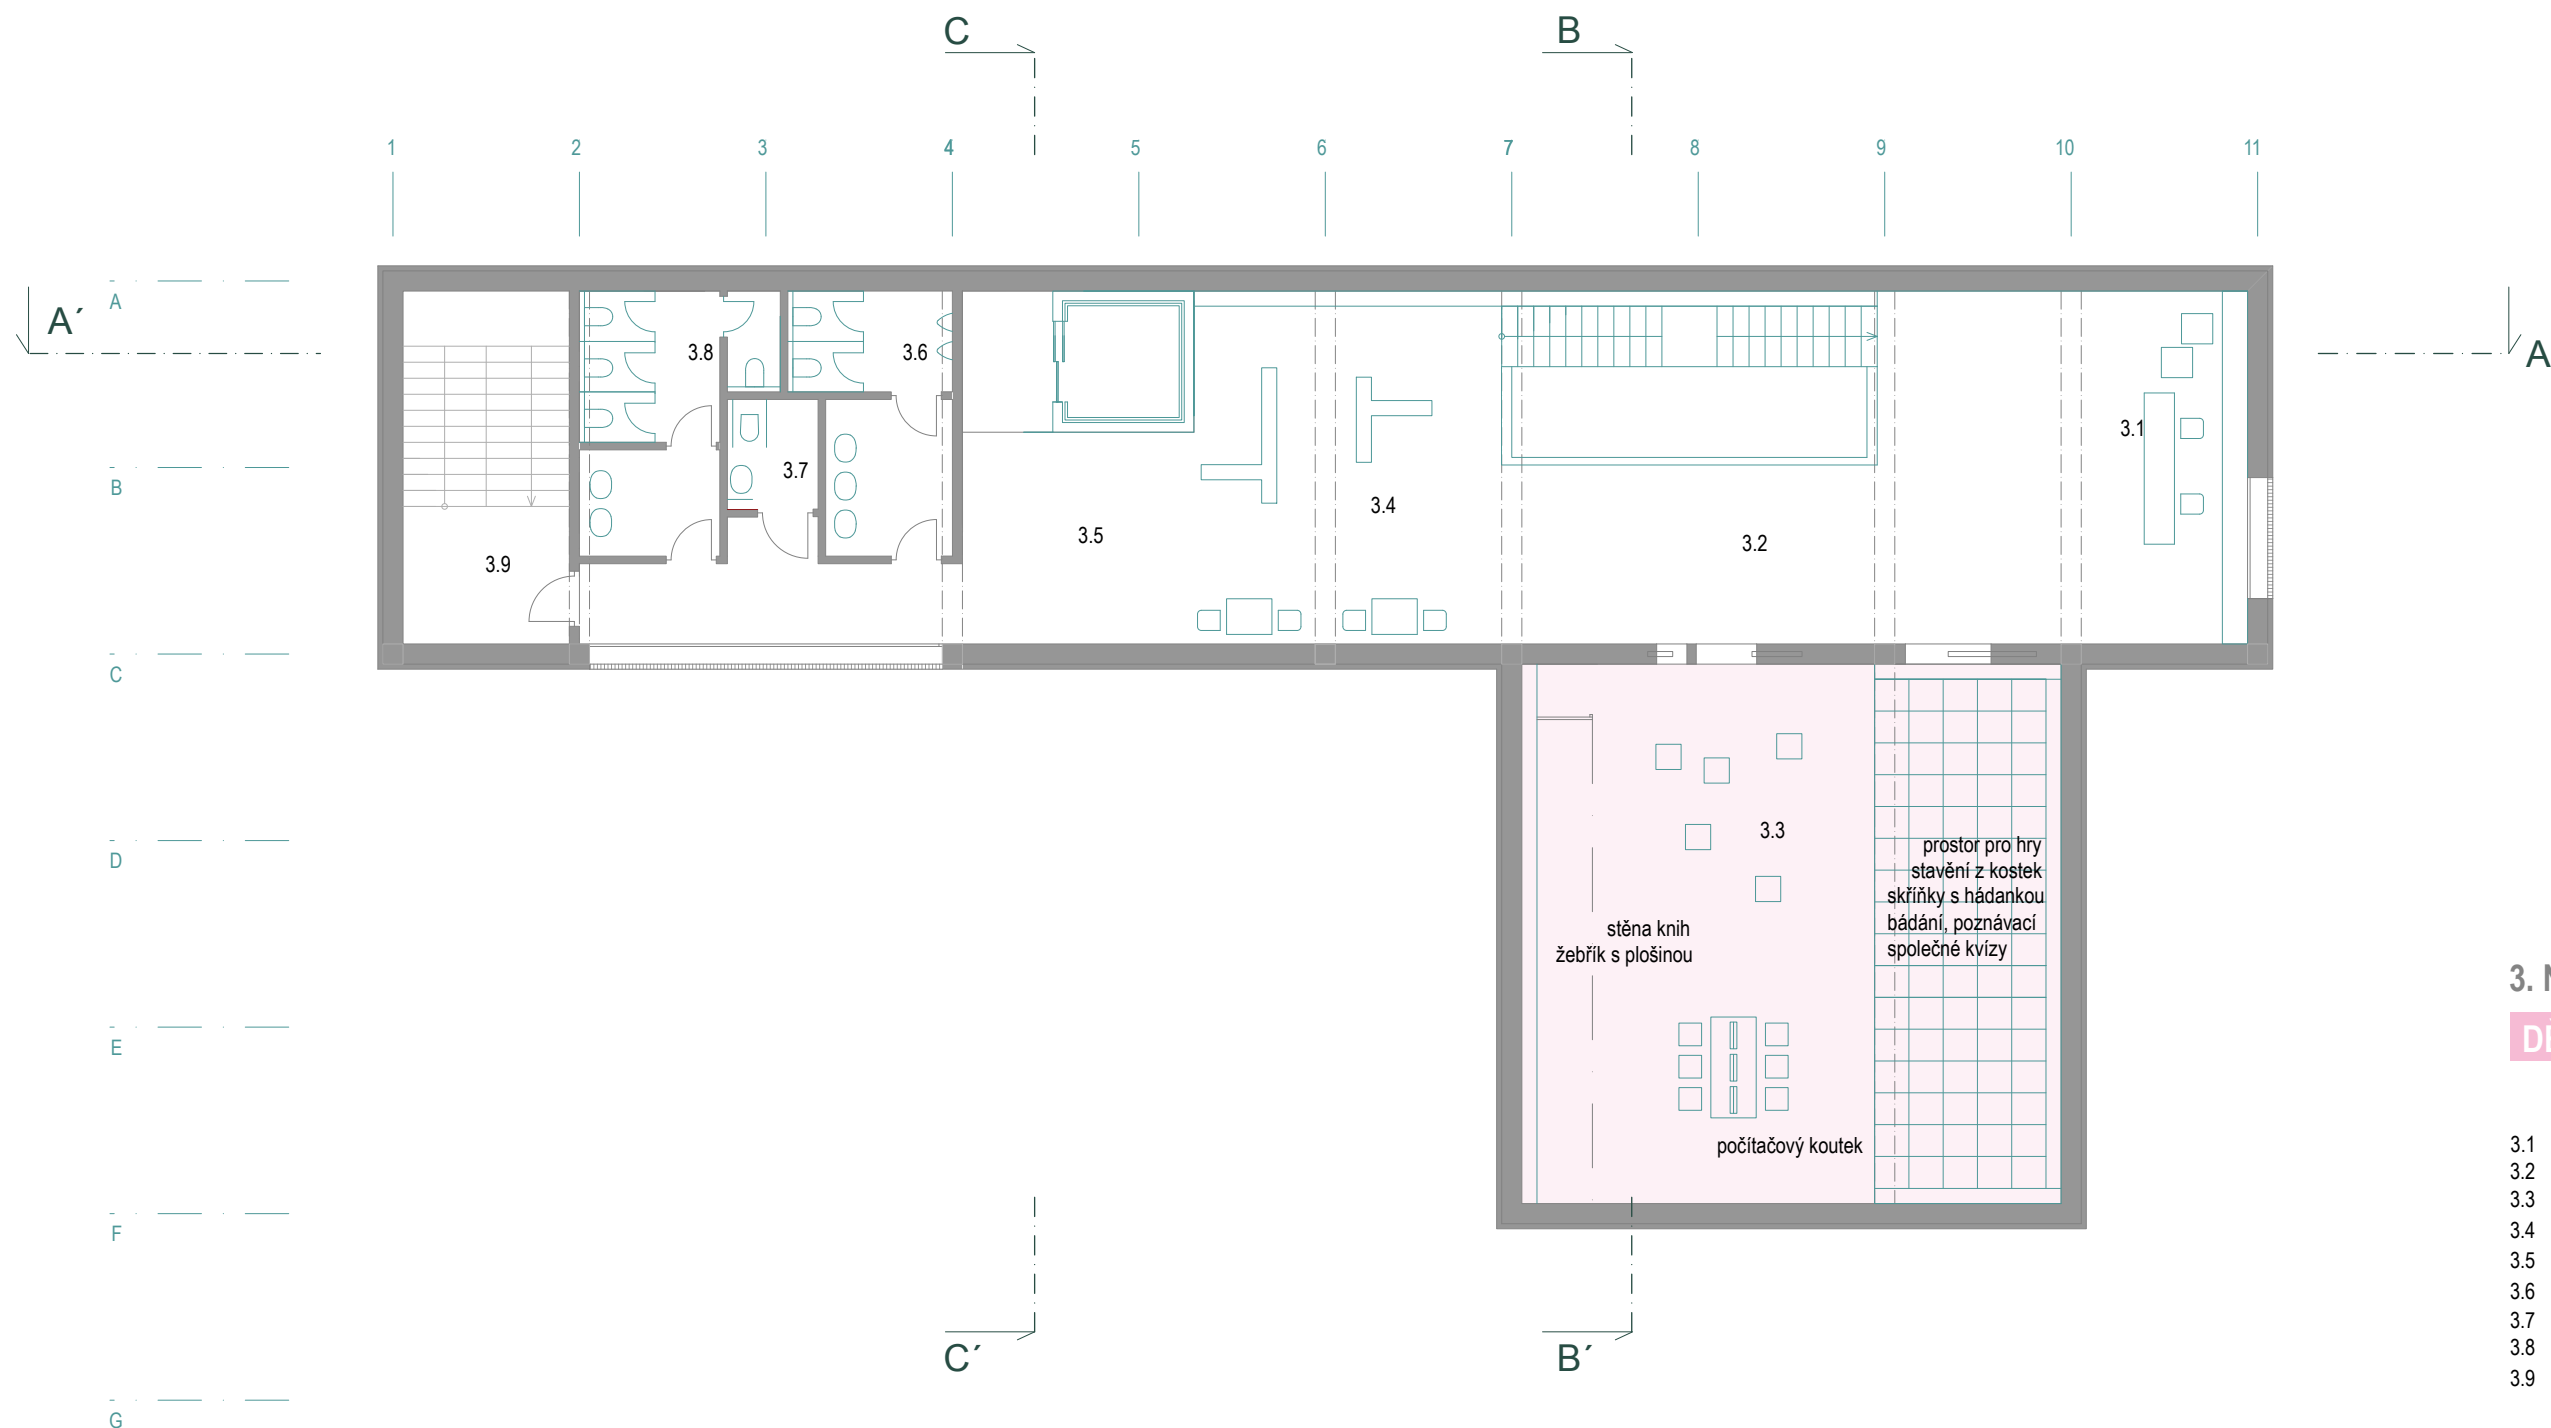 C
B
1
2
3
4
5
6
7
8
9
10
11
A
A´
A
3.8
3.6
3.1
3.7
B
3.4
3.5
3.2
3.9
C
3.3
D
prostor pro hry
stavění z kostek
skříňky s hádankou
bádání, poznávací
společné kvízy
stěna knih
žebřík s plošinou
3.
E
počítačový koutek
3.1
3.2
3.3
F
3.4
3.5
3.6
3.7
3.8
3.9
C´
B´
G